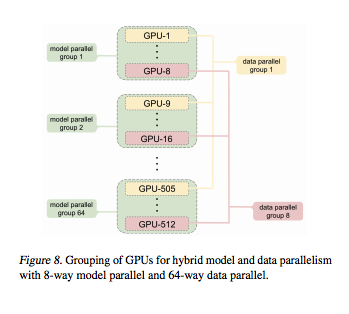 GPU-1
model parallel
group 1
data parallel
group 1
GPU-8
GPU-9
model parallel
group 2
GPU-16
GPU-505
model parallel
group 64
data parallel
group 8
GPU-512
Figure 8. Grouping of GPUs for hybrid model and data parallelism
with 8-way model parallel and 64-way data parallel.